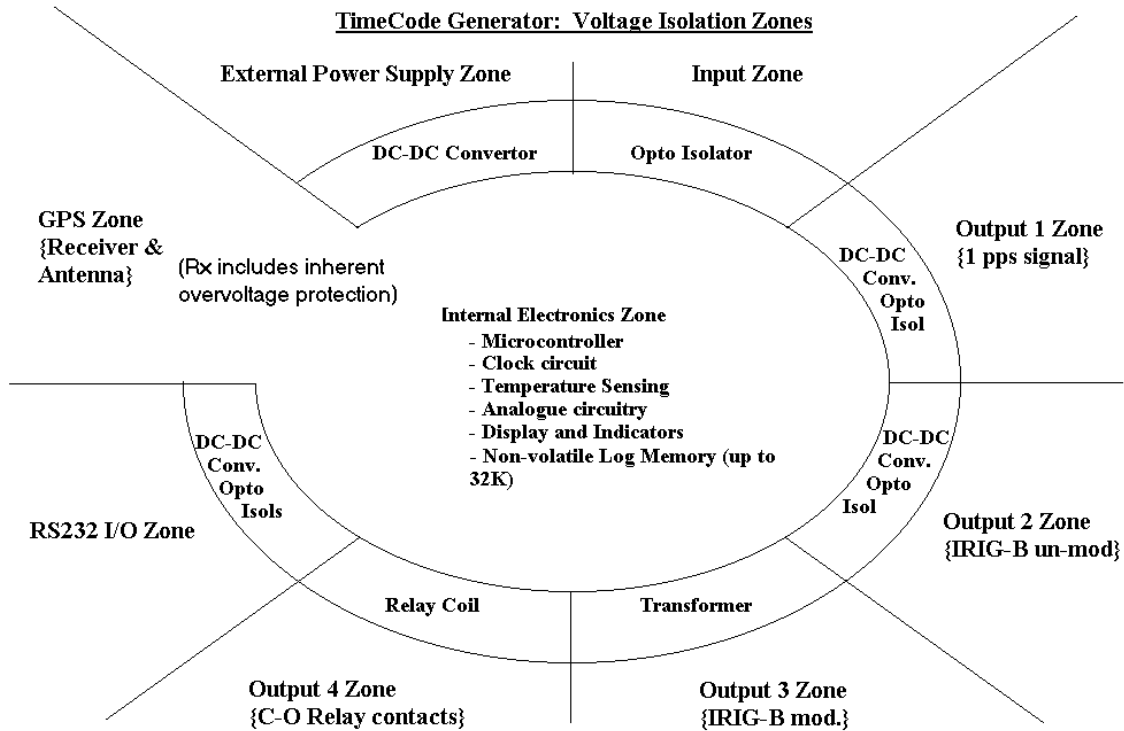 TimeCode Generator: Voltage Isolation Zones
External Power Supply Zone
Input Zone
DC-DC Convertor
Opto Isolator
GPS Zone
{Receiver &
Antenna}
(Rx includes inherent
overvoltage protection)
Output 1 Zone
{1 pps signal}
DC-DC
Conv.
Opto
Isol
Internal Electronics Zone
- Microcontroller
- Clock circuit
- Temperature Sensing
- Analogue circuitry
- Display and Indicators
- Non-volatile Log Memory (up to
32K)
DC-DC
Conv.
Opto
Isols
DC-DC
Conv.
Opto
Isol
RS232 I/O Zone
Output 2 Zone
{IRIG-B un-mod}
Relay Coil
Transformer
Output 4 Zone
{C-O Relay contacts}
Output 3 Zone
{IRIG-B mod.}